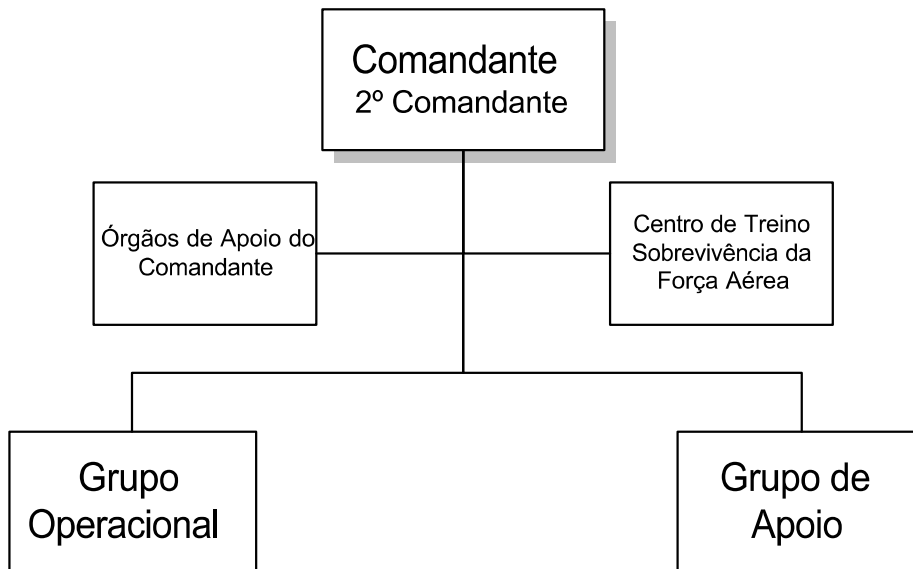 Comandante
2º Comandante
Órgãos de Apoio do
Comandante
Centro de Treino
Sobrevivência da
Força Aérea
Grupo
Operacional
Grupo de
Apoio